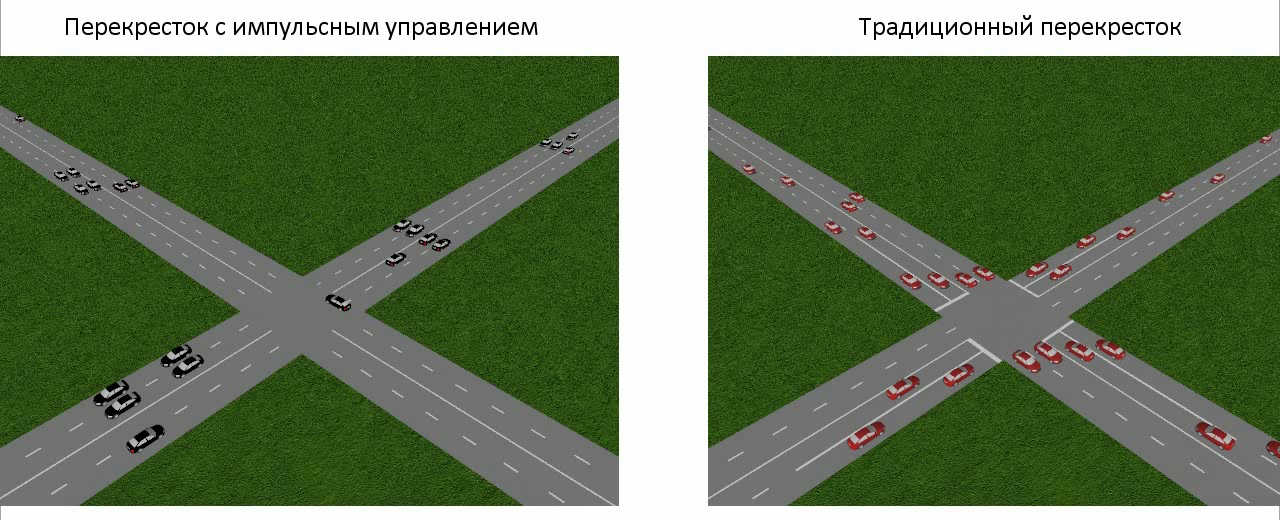 Перекресток с импульсным управлением
Традиционный перекресток